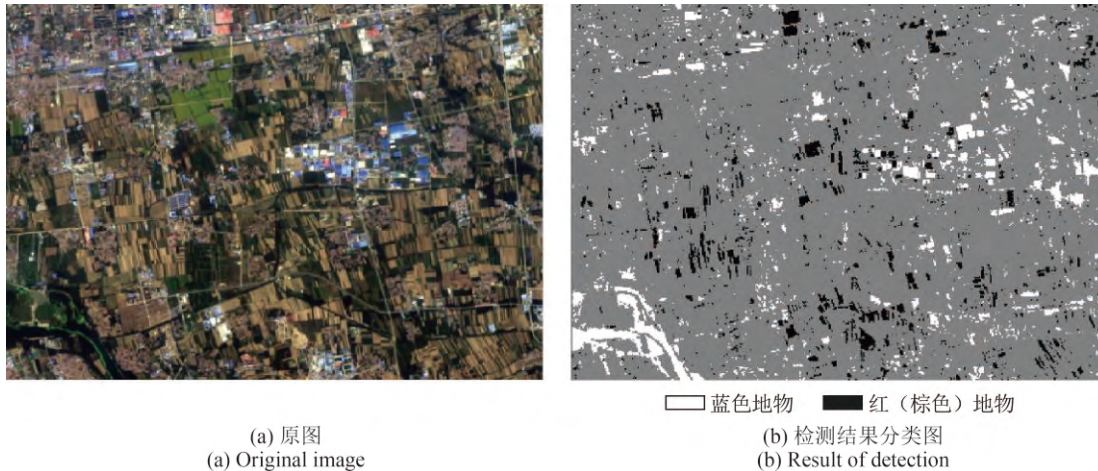 蓝色地物 红（棕色）地物
(a) 原图
(a) Original image
(b) 检测结果分类图
(b) Result of detection